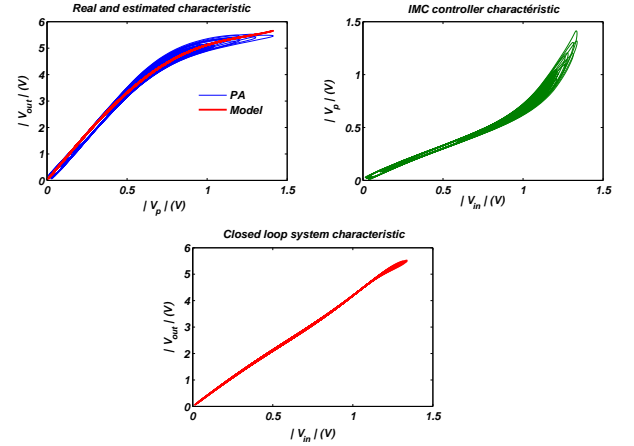 Real and estimated characteristic
6
5
4
3
2
1
0
0
0.5
1
1.5
| V_out | (V)
| V_p | (V)
PA
Model
IMC controller charactéristic
1.5
1
0.5
0
0
0.5
1
1.5
| V_p | (V)
| V_in | (V)
Closed loop system characteristic
6
5
4
3
2
1
0
0
0.5
1
1.5
| V_out | (V)
| V_in | (V)